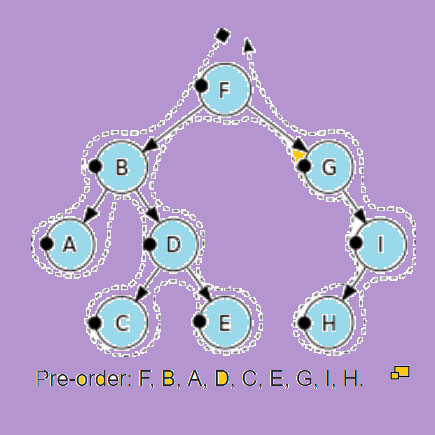 F
B
G
A
D
I
C
E
H
Pre-order: F, B, A, D, C, E, G, I, H.